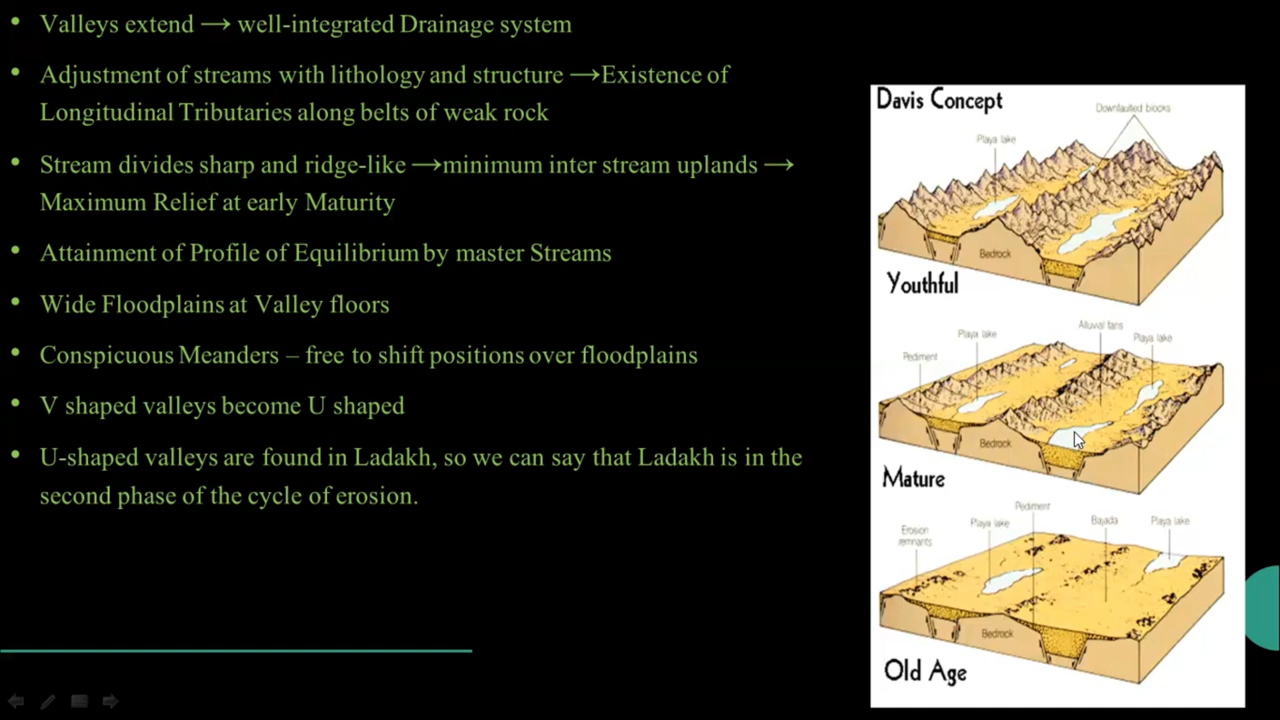 • Valleys extend → well-integrated Drainage system
• Adjustment of streams with lithology and structure →Existence of
Longitudinal Tributaries along belts of weak rock
• Stream divides sharp and ridge-like →minimum inter stream uplands →
Maximum Relief at early Maturity
• Attainment of Profile of Equilibrium by master Streams
• Wide Floodplains at Valley floors
• Conspicuous Meanders – free to shift positions over floodplains
• V shaped valleys become U shaped
• U-shaped valleys are found in Ladakh, so we can say that Ladakh is in the
second phase of the cycle of erosion.
Davis Concept
Downfaulted blocks
Playa lake
Bedrock
Youthful
Alluvial fans
Playa lake
Playa lake
Pediment
Bedrock
Mature
Pediment
Playa lake
Bajada
Playa lake
Erosion
remnants
Bedrock
Old Age